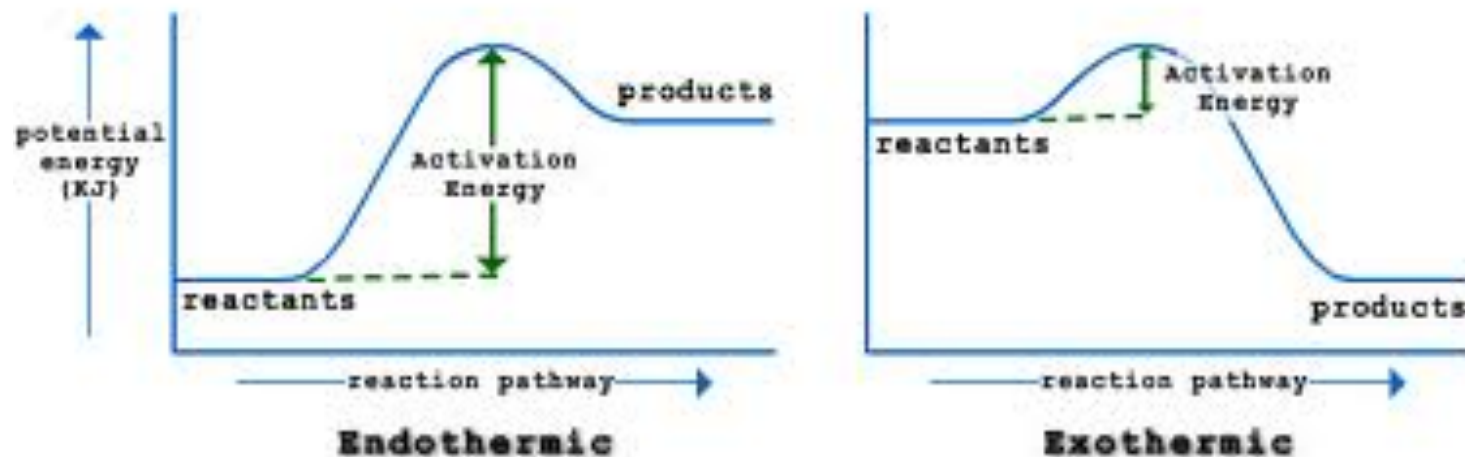 potential
energy
(KJ)
reactants
Activation
Energy
products
reaction pathway
Endothermic
reactants
Activation
Energy
products
reaction pathway
Exothermic